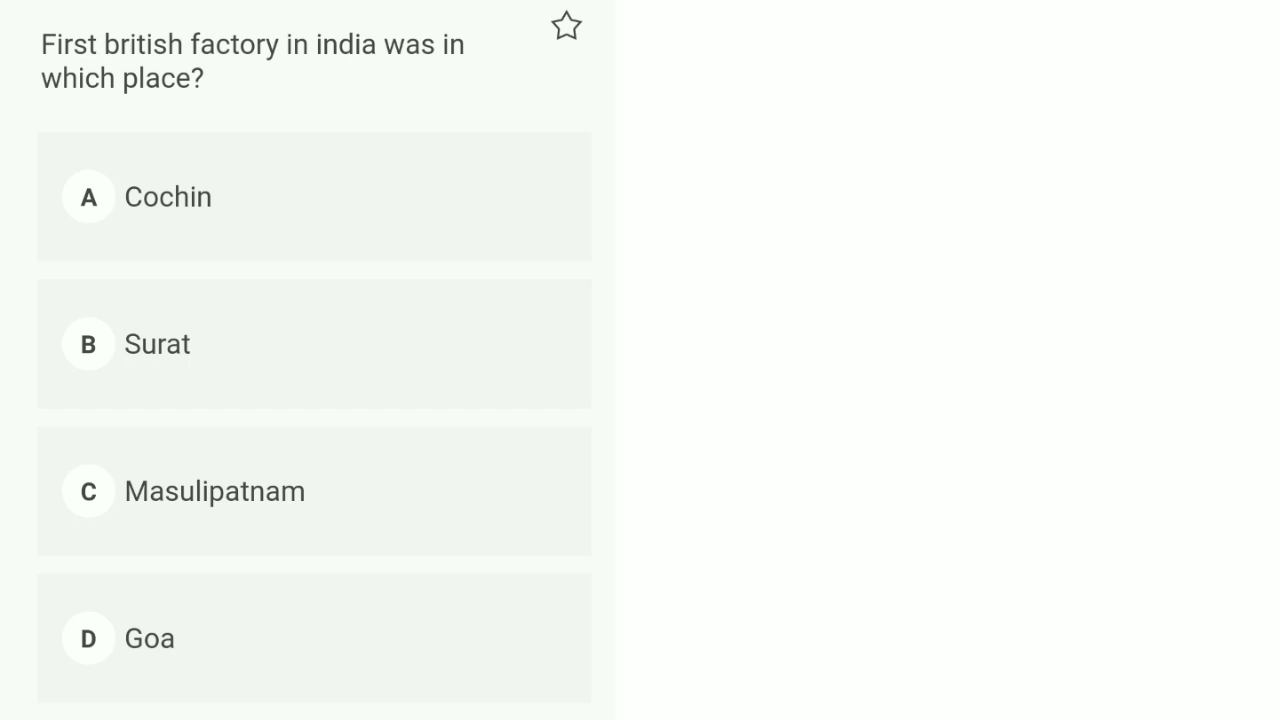 First british factory in india was in
which place?
A Cochin
B Surat
C Masulipatnam
D Goa